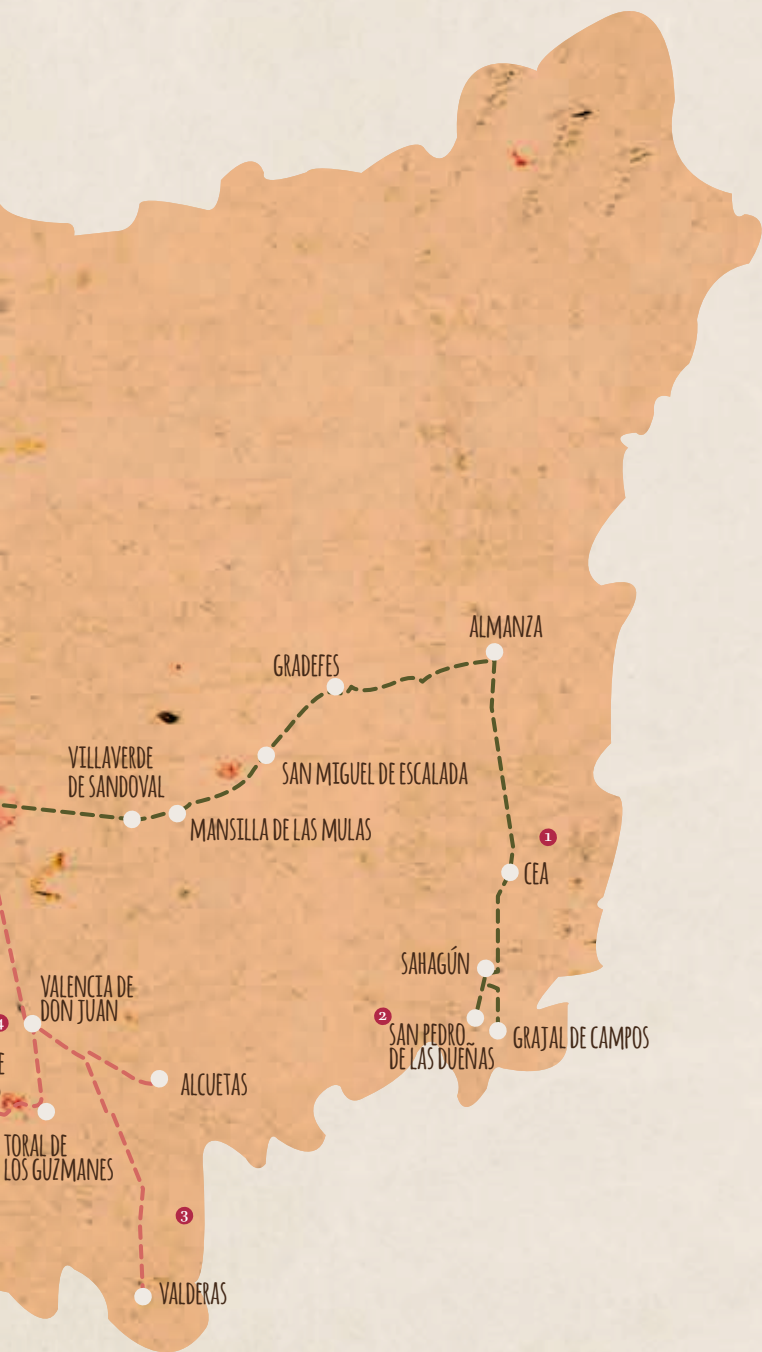 ALMANZA
GRADEFES
VILLAVERDE
DE SANDOVAL
SAN MIGUEL DE ESCALADA
MANSILLA DE LAS MULAS
1
CEA
SAHAGÚN
VALENCIA DE
DON JUAN
4
2
SAN PEDRO
DE LAS DUEÑAS
GRAJAL DE CAMPOS
E
ALCUETAS
TORAL DE
LOS GUZMANES
3
VALDERAS